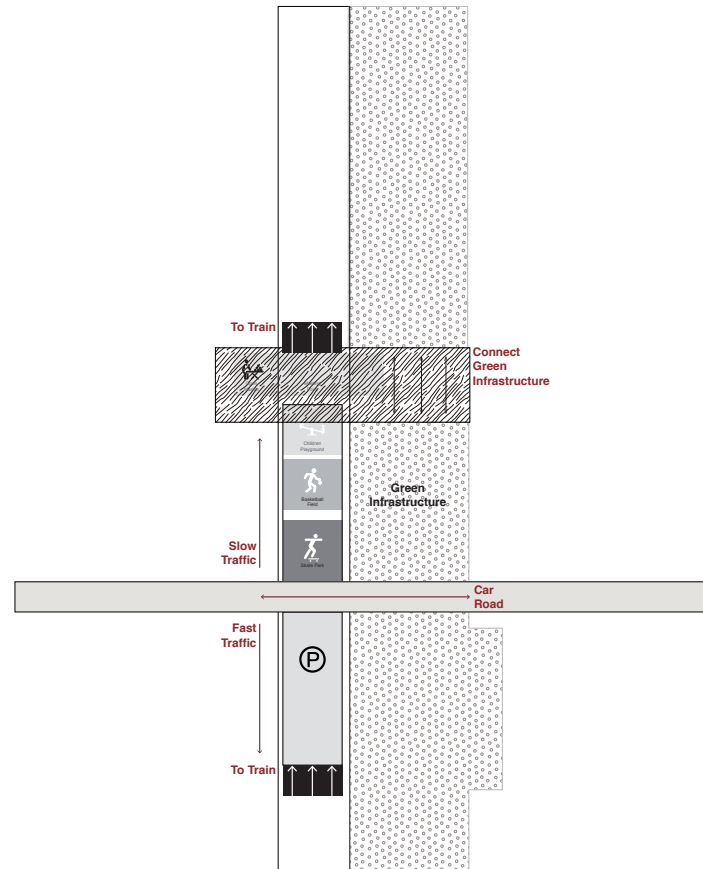 To Train
Connect
Green
Infrastructure
Children
Playground
Basketball
Field
Green
Infrastructure
Slow
Traffic
Skate Park
Car
Road
Fast
Traffic
P
To Train